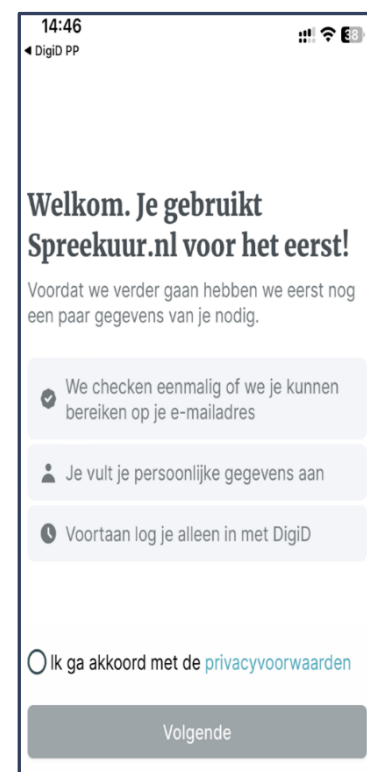 14:46
38
◀ DigiD PP
Welkom. Je gebruikt
Spreekuur.nl voor het eerst!
Voordat we verder gaan hebben we eerst nog
een paar gegevens van je nodig.
We checken eenmalig of we je kunnen
bereiken op je e-mailadres
Je vult je persoonlijke gegevens aan
Voortaan log je alleen in met DigiD
Ik ga akkoord met de privacyvoorwaarden
Volgende